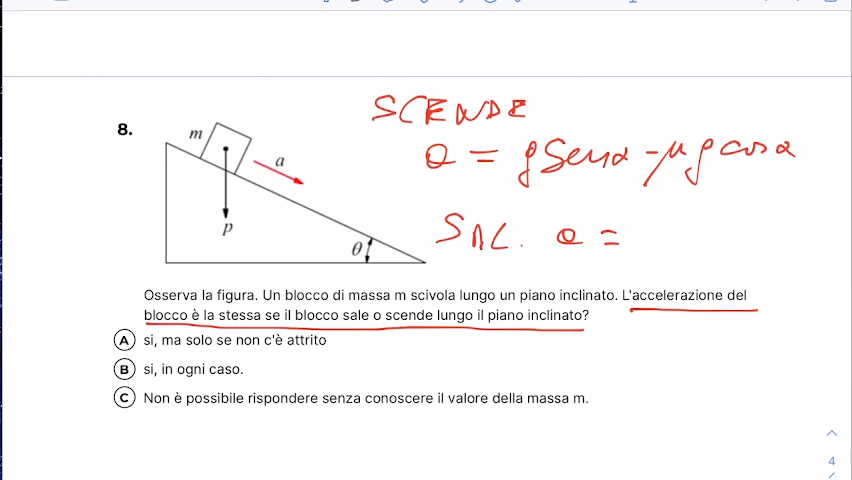 8.
m
a
p
θ
SCENDE
a = g Senα - μ g cos α
SAL. a =
Osserva la figura. Un blocco di massa m scivola lungo un piano inclinato. L'accelerazione del
blocco è la stessa se il blocco sale o scende lungo il piano inclinato?
A si, ma solo se non c'è attrito
B si, in ogni caso.
C Non è possibile rispondere senza conoscere il valore della massa m.
4